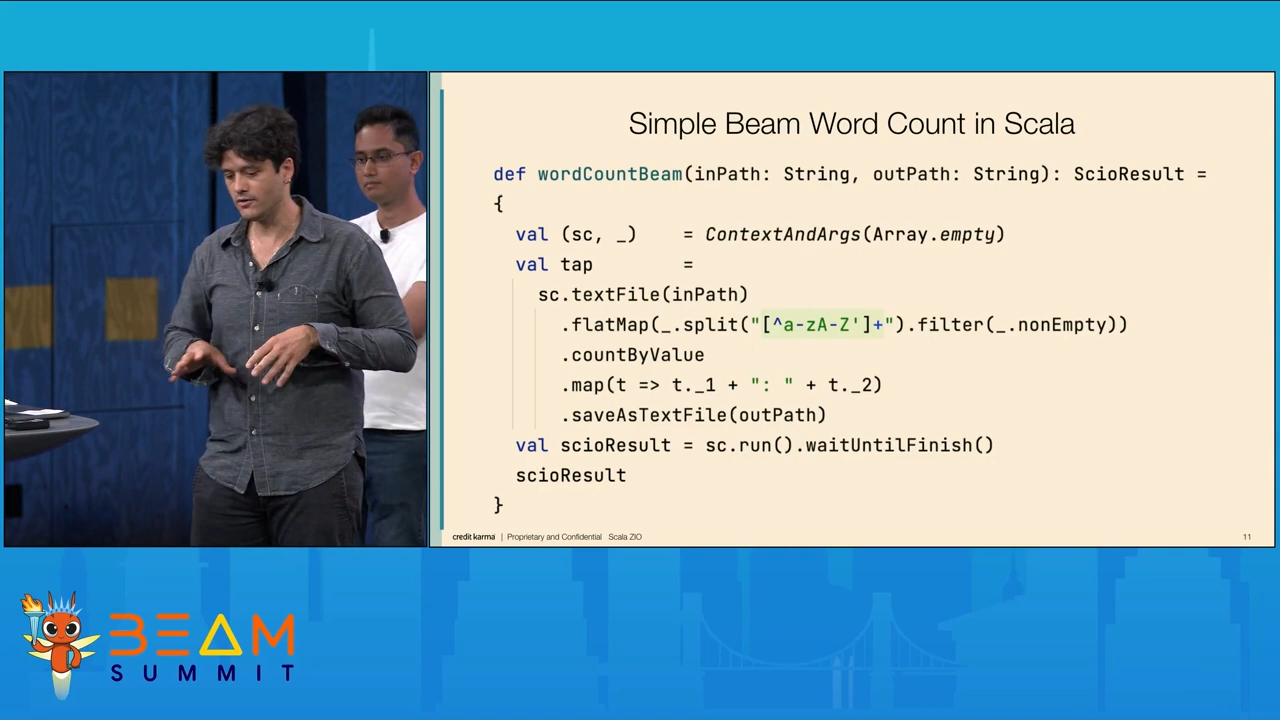 Simple Beam Word Count in Scala
def wordCountBeam(inPath: String, outPath: String): ScioResult =
{
val (sc, _) = ContextAndArgs(Array.empty)
val tap =
sc.textFile(inPath)
.flatMap(_.split("[^a-zA-Z']+").filter(_.nonEmpty))
.countByValue
.map(t => t._1 + ": " + t._2)
.saveAsTextFile(outPath)
val scioResult = sc.run().waitUntilFinish()
scioResult
}
credit karma | Proprietary and Confidential Scala ZIO 11
BEAM
SUMMIT